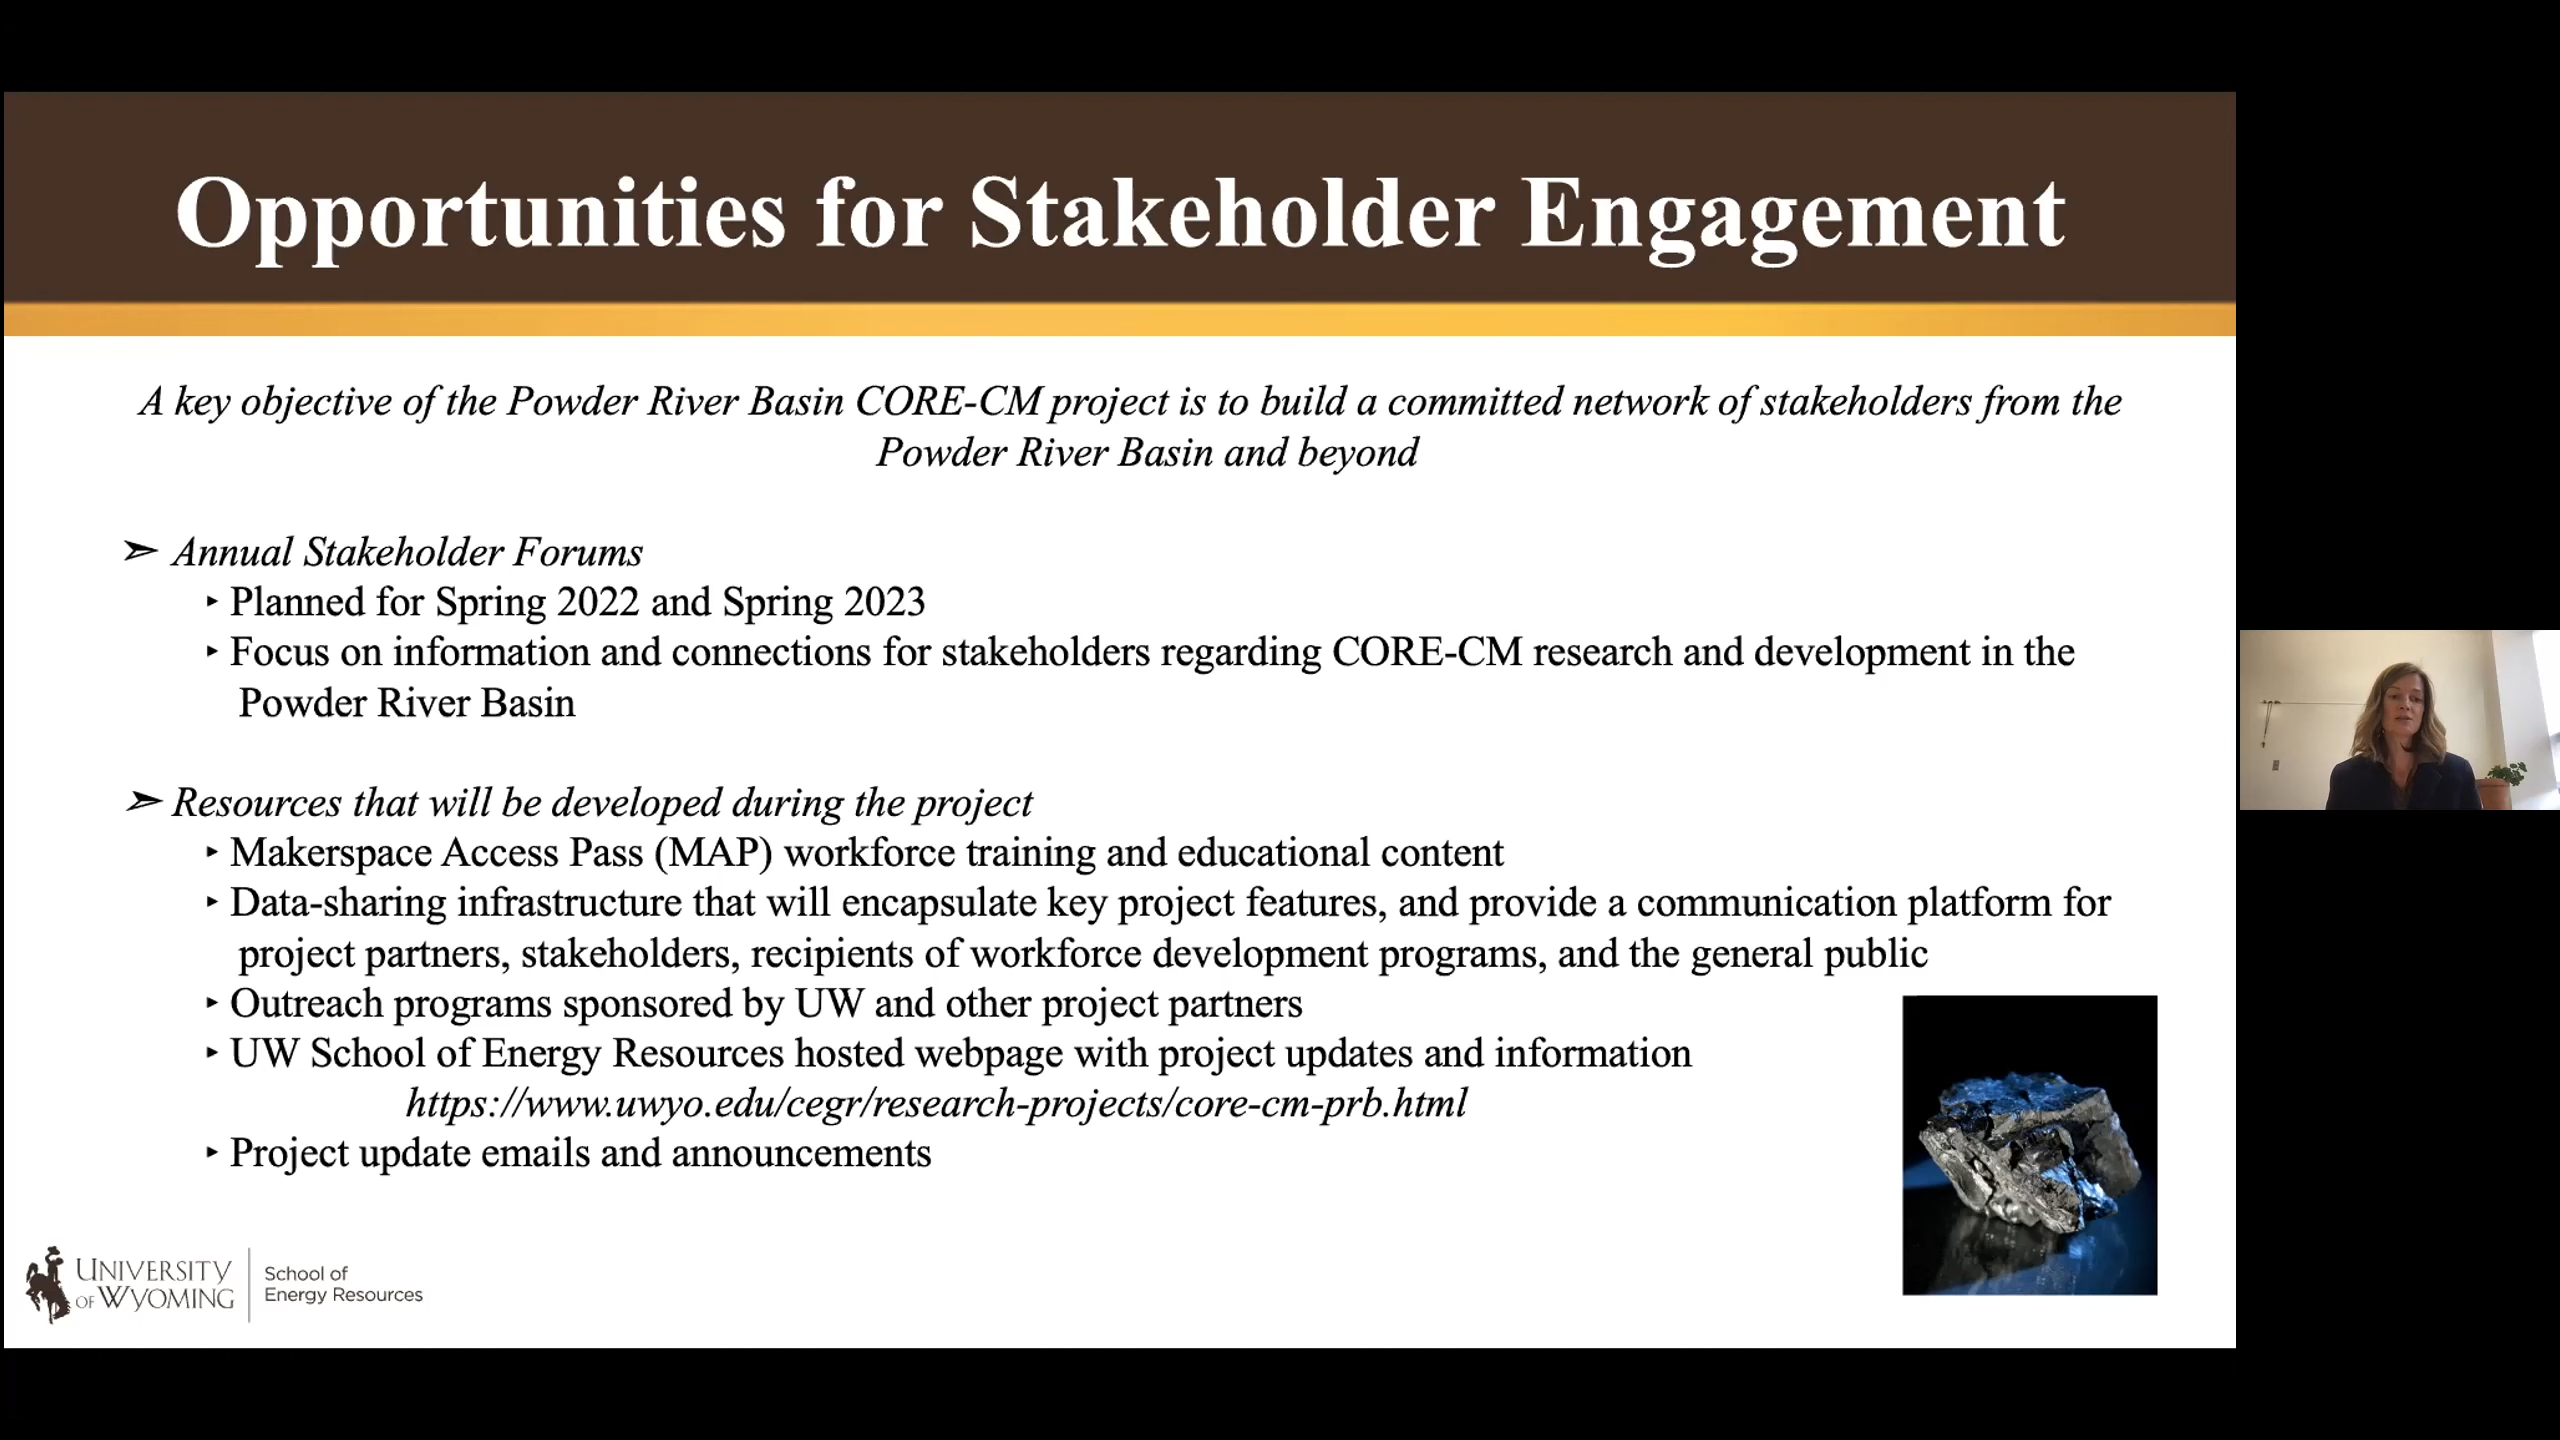 Opportunities for Stakeholder Engagement
A key objective of the Powder River Basin CORE-CM project is to build a committed network of stakeholders from the
Powder River Basin and beyond
➢ Annual Stakeholder Forums
‣ Planned for Spring 2022 and Spring 2023
‣ Focus on information and connections for stakeholders regarding CORE-CM research and development in the
Powder River Basin
➢ Resources that will be developed during the project
‣ Makerspace Access Pass (MAP) workforce training and educational content
‣ Data-sharing infrastructure that will encapsulate key project features, and provide a communication platform for
project partners, stakeholders, recipients of workforce development programs, and the general public
‣ Outreach programs sponsored by UW and other project partners
‣ UW School of Energy Resources hosted webpage with project updates and information
https://www.uwyo.edu/cegr/research-projects/core-cm-prb.html
‣ Project update emails and announcements
UNIVERSITY
OF WYOMING
School of
Energy Resources